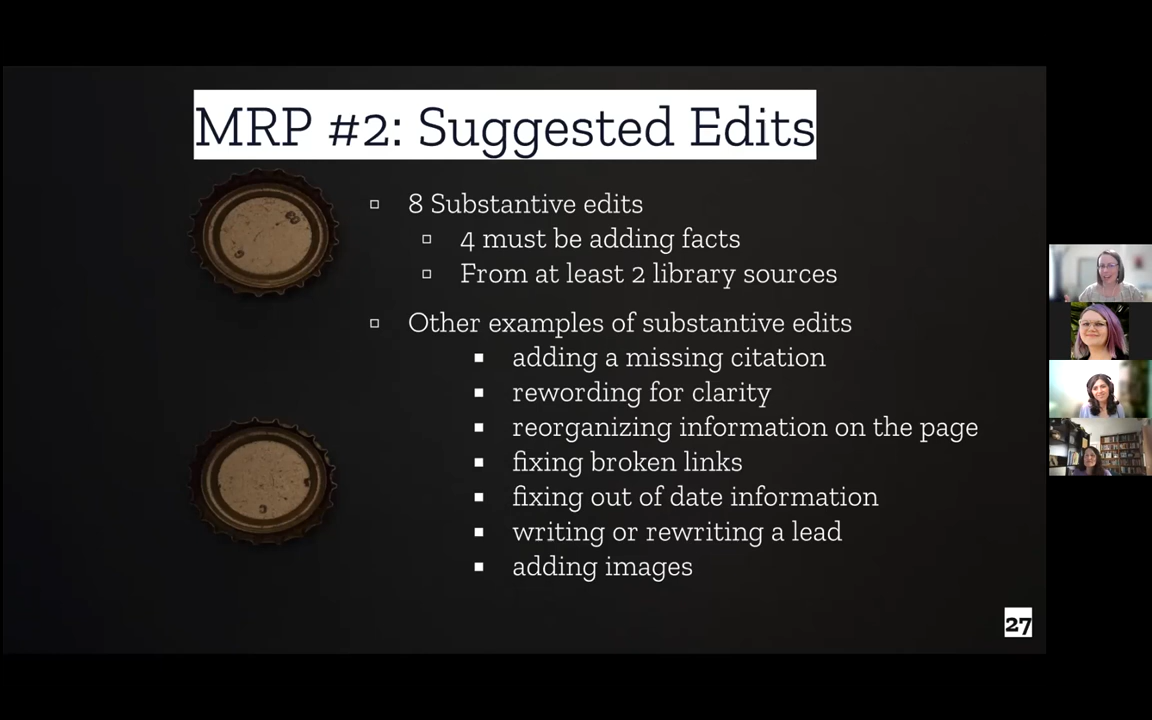 MRP #2: Suggested Edits
8 Substantive edits
4 must be adding facts
From at least 2 library sources
Other examples of substantive edits
adding a missing citation
rewording for clarity
reorganizing information on the page
fixing broken links
fixing out of date information
writing or rewriting a lead
adding images
27